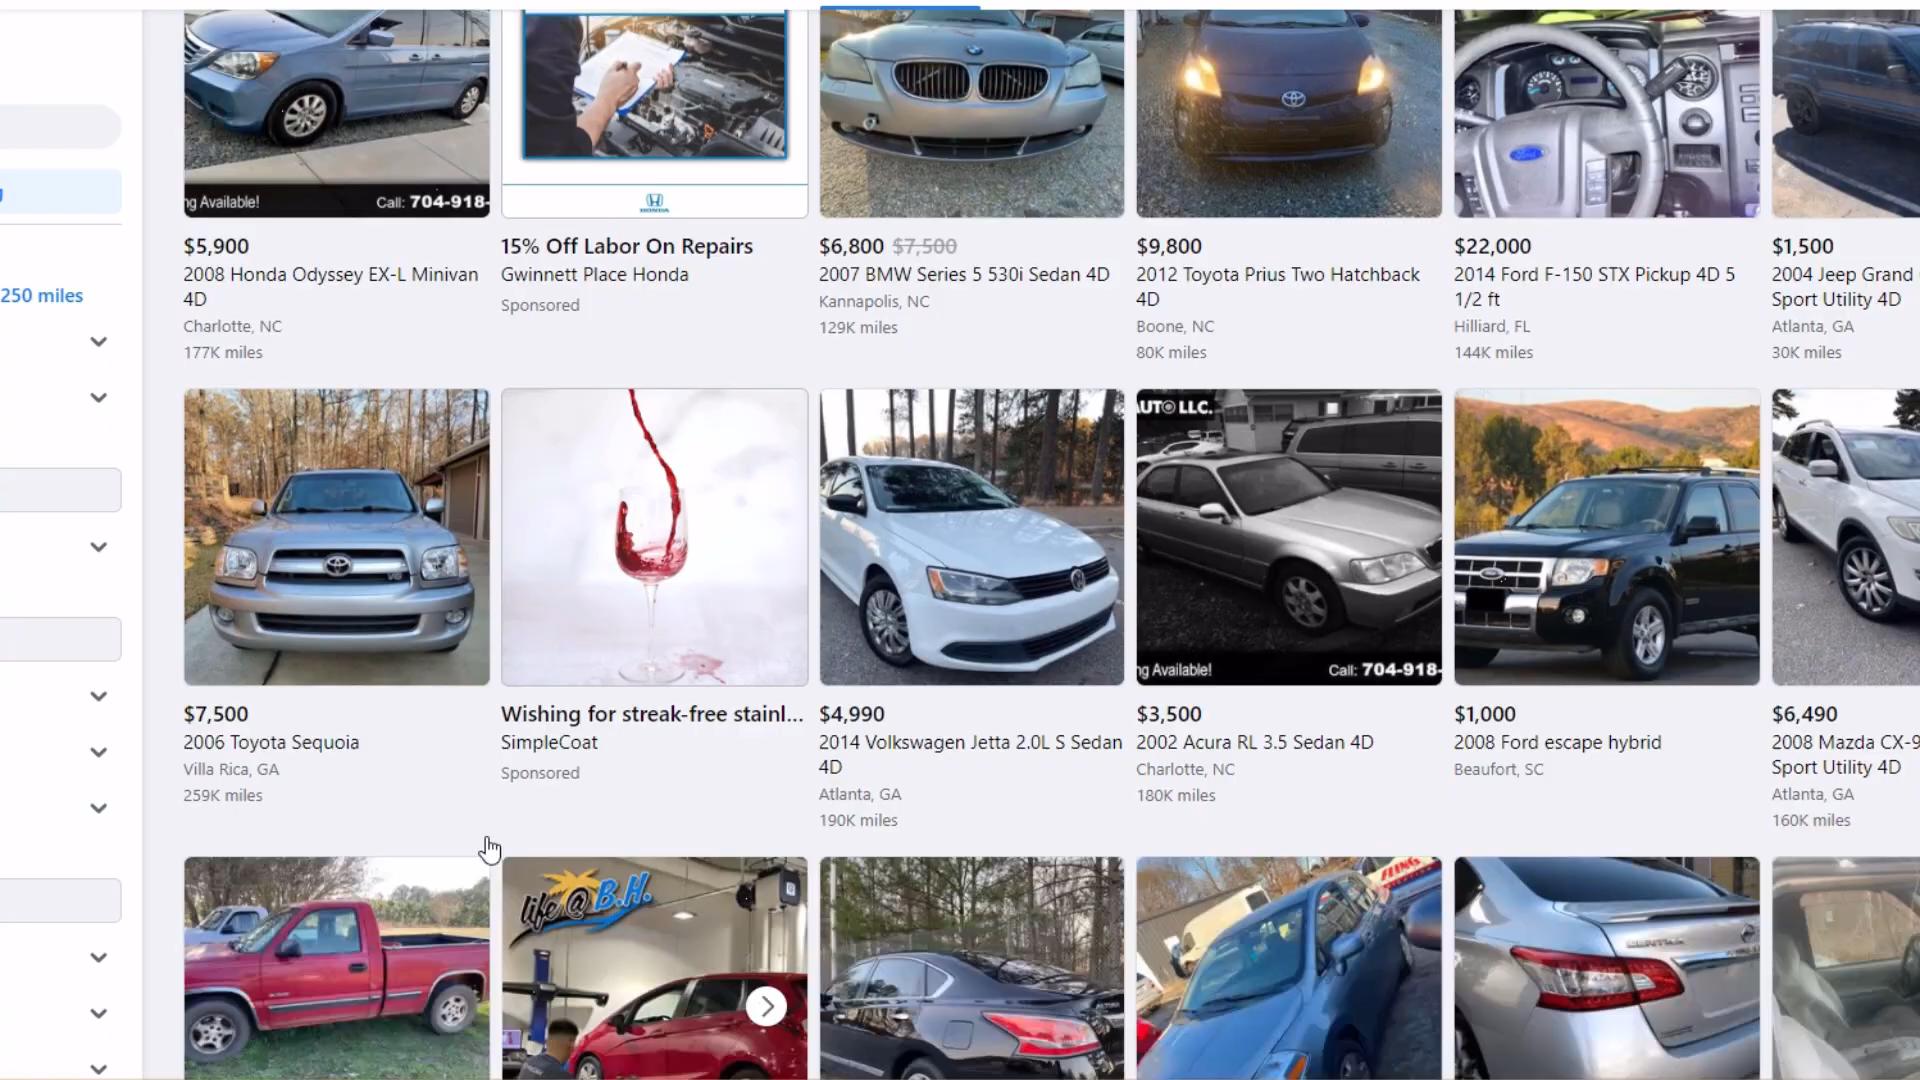 250 miles
ng Available!
Call: 704-918-
HONDA
$5,900
2008 Honda Odyssey EX-L Minivan
4D
Charlotte, NC
177K miles
15% Off Labor On Repairs
Gwinnett Place Honda
Sponsored
$6,800 $7,500
2007 BMW Series 5 530i Sedan 4D
Kannapolis, NC
129K miles
$9,800
2012 Toyota Prius Two Hatchback
4D
Boone, NC
80K miles
Ford
$22,000
2014 Ford F-150 STX Pickup 4D 5
1/2 ft
Hilliard, FL
144K miles
$1,500
2004 Jeep Grand
Sport Utility 4D
Atlanta, GA
30K miles
$7,500
2006 Toyota Sequoia
Villa Rica, GA
259K miles
Wishing for streak-free stainl...
SimpleCoat
Sponsored
$4,990
2014 Volkswagen Jetta 2.0L S Sedan
4D
Atlanta, GA
190K miles
AUTO LLC.
ng Available!
Call: 704-918-
$3,500
2002 Acura RL 3.5 Sedan 4D
Charlotte, NC
180K miles
$1,000
2008 Ford escape hybrid
Beaufort, SC
$6,490
2008 Mazda CX-9
Sport Utility 4D
Atlanta, GA
160K miles
life @ B.H.
SENTRA